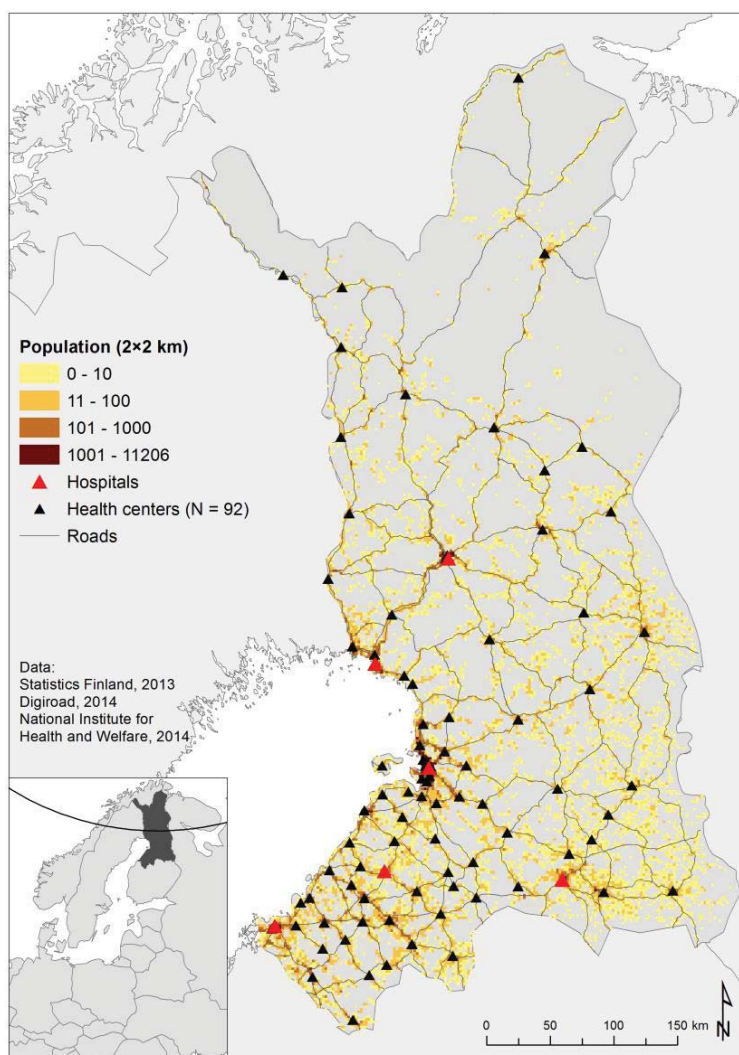 Population (2×2 km)
0 - 10
11 - 100
101 - 1000
1001 - 11206
Hospitals
Health centers (N = 92)
Roads
Data:
Statistics Finland, 2013
Digiroad, 2014
National Institute for
Health and Welfare, 2014
N
0 50 100 150 km